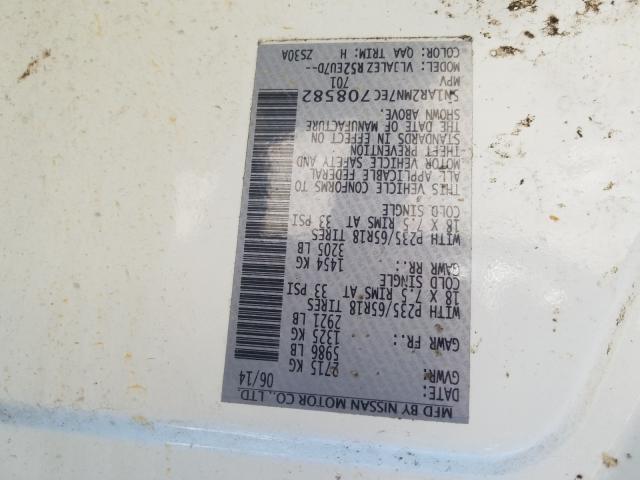 MFD BY NISSAN MOTOR CO., LTD.
DATE: 06/14
GVWR: 2715 KG
5986 LB
GAWR FR.: 1325 KG
2921 LB
WITH P235/65R18 TIRES
18 X 7.5 RIMS AT 33 PSI
COLD SINGLE
GAWR RR.: 1454 KG
3205 LB
WITH P235/65R18 TIRES
18 X 7.5 RIMS AT 33 PSI
COLD SINGLE
THIS VEHICLE CONFORMS TO
ALL APPLICABLE FEDERAL
MOTOR VEHICLE SAFETY AND
THEFT PREVENTION
STANDARDS IN EFFECT ON
THE DATE OF MANUFACTURE
SHOWN ABOVE.
5N1AR2MN7EC708582
701
MPV
MODEL: VL3ALEZ R52EU7D--
COLOR: QAA TRIM: H ZS30A